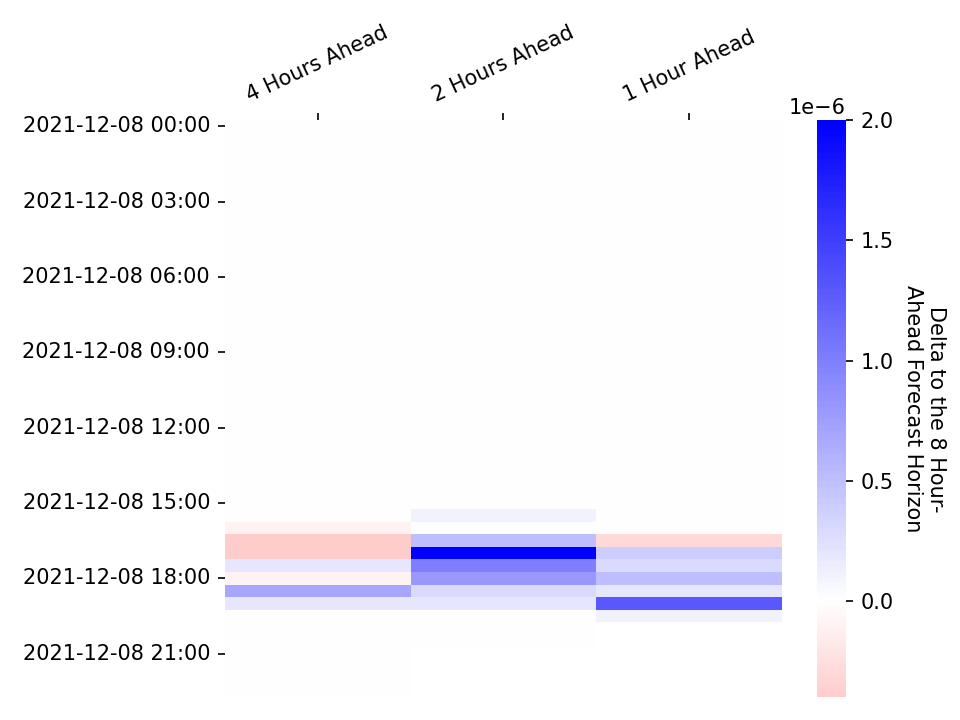 4 Hours Ahead
2 Hours Ahead
1 Hour Ahead
2021-12-08 00:00
2021-12-08 03:00
2021-12-08 06:00
2021-12-08 09:00
2021-12-08 12:00
2021-12-08 15:00
2021-12-08 18:00
2021-12-08 21:00
1e−6
2.0
1.5
1.0
0.5
0.0
Delta to the 8 Hour-
Ahead Forecast Horizon